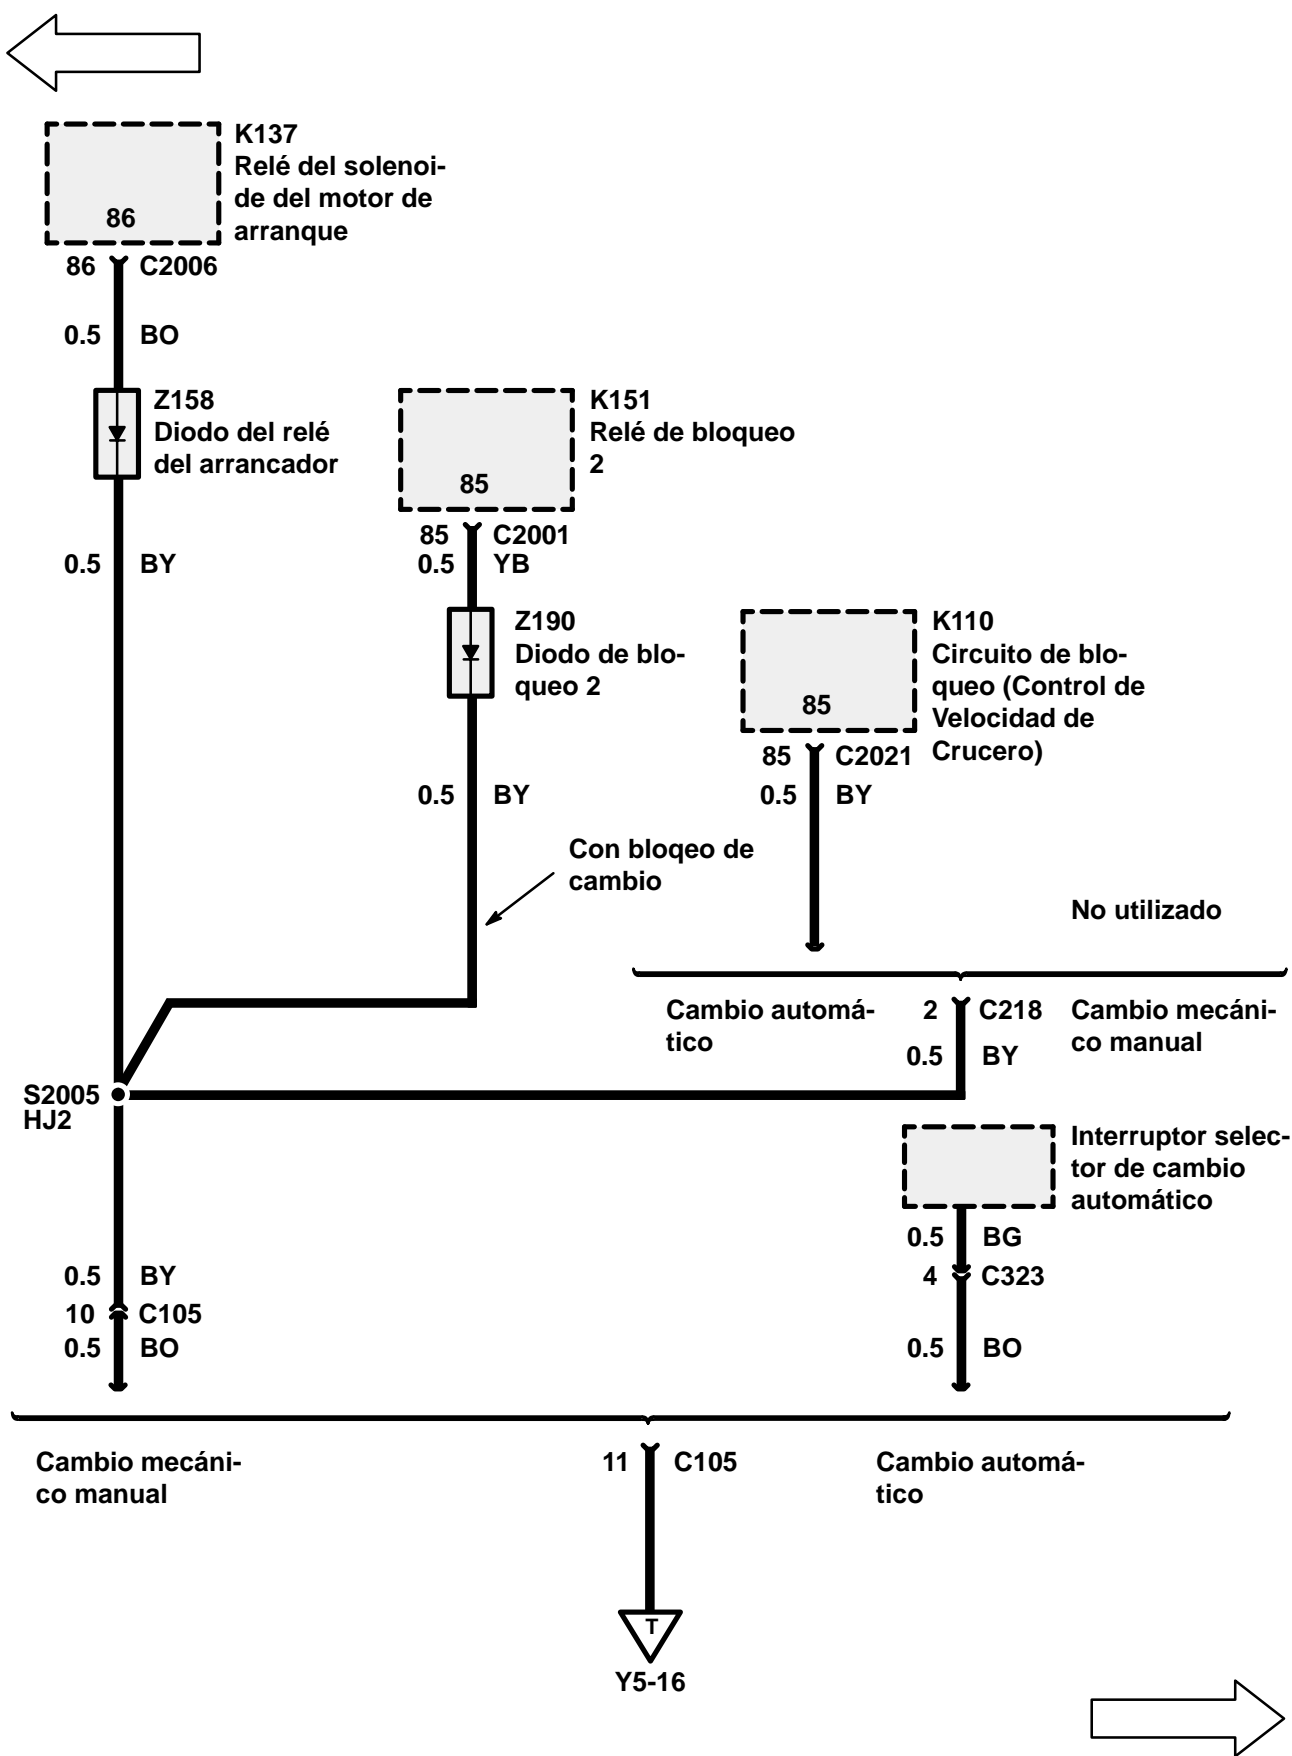 K137
Relé del solenoi-
de del motor de
arranque
86
86 C2006
0.5 BO
Z158
Diodo del relé
del arrancador
K151
Relé de bloqueo
2
85
85 C2001
0.5 BY
0.5 YB
Z190
Diodo de blo-
queo 2
K110
Circuito de blo-
queo (Control de
Velocidad de
Crucero)
85
85 C2021
0.5 BY
0.5 BY
Con bloqeo de
cambio
No utilizado
Cambio automá-
tico
2 C218
Cambio mecáni-
co manual
0.5 BY
S2005
HJ2
Interruptor selec-
tor de cambio
automático
0.5 BG
0.5 BY
4 C323
10 C105
0.5 BO
0.5 BO
Cambio mecáni-
co manual
11 C105
Cambio automá-
tico
T
Y5-16